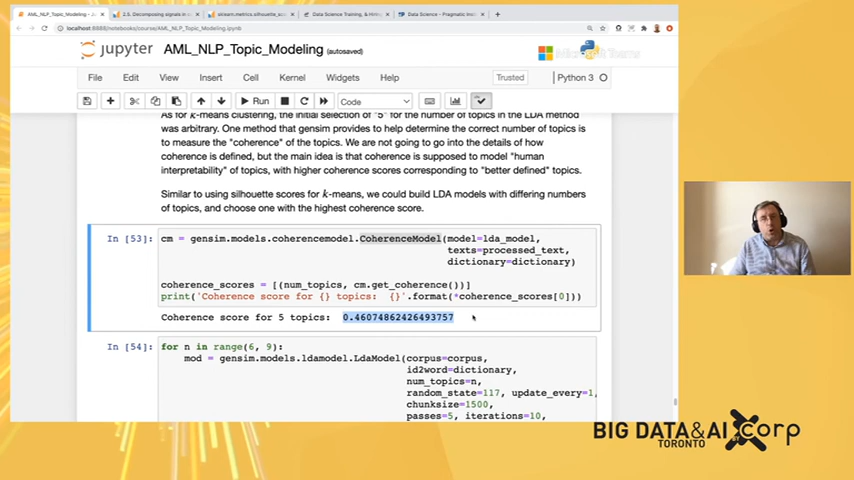 AML_NLP_Topic_Modeling - J
2.5. Decomposing signals in c
sklearn.metrics.silhouette_sc
Data Science Training, & Hiring
Data Science - Pragmatic Inst
localhost:8888/notebooks/course/AML_NLP_Topic_Modeling.ipynb
jupyter AML_NLP_Topic_Modeling (autosaved)
Microsoft Teams
File Edit View Insert Cell Kernel Widgets Help
Trusted
Python 3
Run
Code
As for k-means clustering, the initial selection of "5" for the number of topics in the LDA method
was arbitrary. One method that gensim provides to help determine the correct number of topics is
to measure the "coherence" of the topics. We are not going to go into the details of how
coherence is defined, but the main idea is that coherence is supposed to model "human
interpretability" of topics, with higher coherence scores corresponding to "better defined" topics.
Similar to using silhouette scores for k-means, we could build LDA models with differing numbers
of topics, and choose one with the highest coherence score.
In [53]: cm = gensim.models.coherencemodel.CoherenceModel(model=lda_model,
texts=processed_text,
dictionary=dictionary)
coherence_scores = [(num_topics, cm.get_coherence())]
print('Coherence score for {} topics:  {}'.format(*coherence_scores[0]))
Coherence score for 5 topics:  0.46074862426493757
In [54]: for n in range(6, 9):
mod = gensim.models.ldamodel.LdaModel(corpus=corpus,
id2word=dictionary,
num_topics=n,
random_state=117, update_every=1,
chunksize=1500,
passes=5, iterations=10,
BIG DATA&AI
TORONTO
BY corp